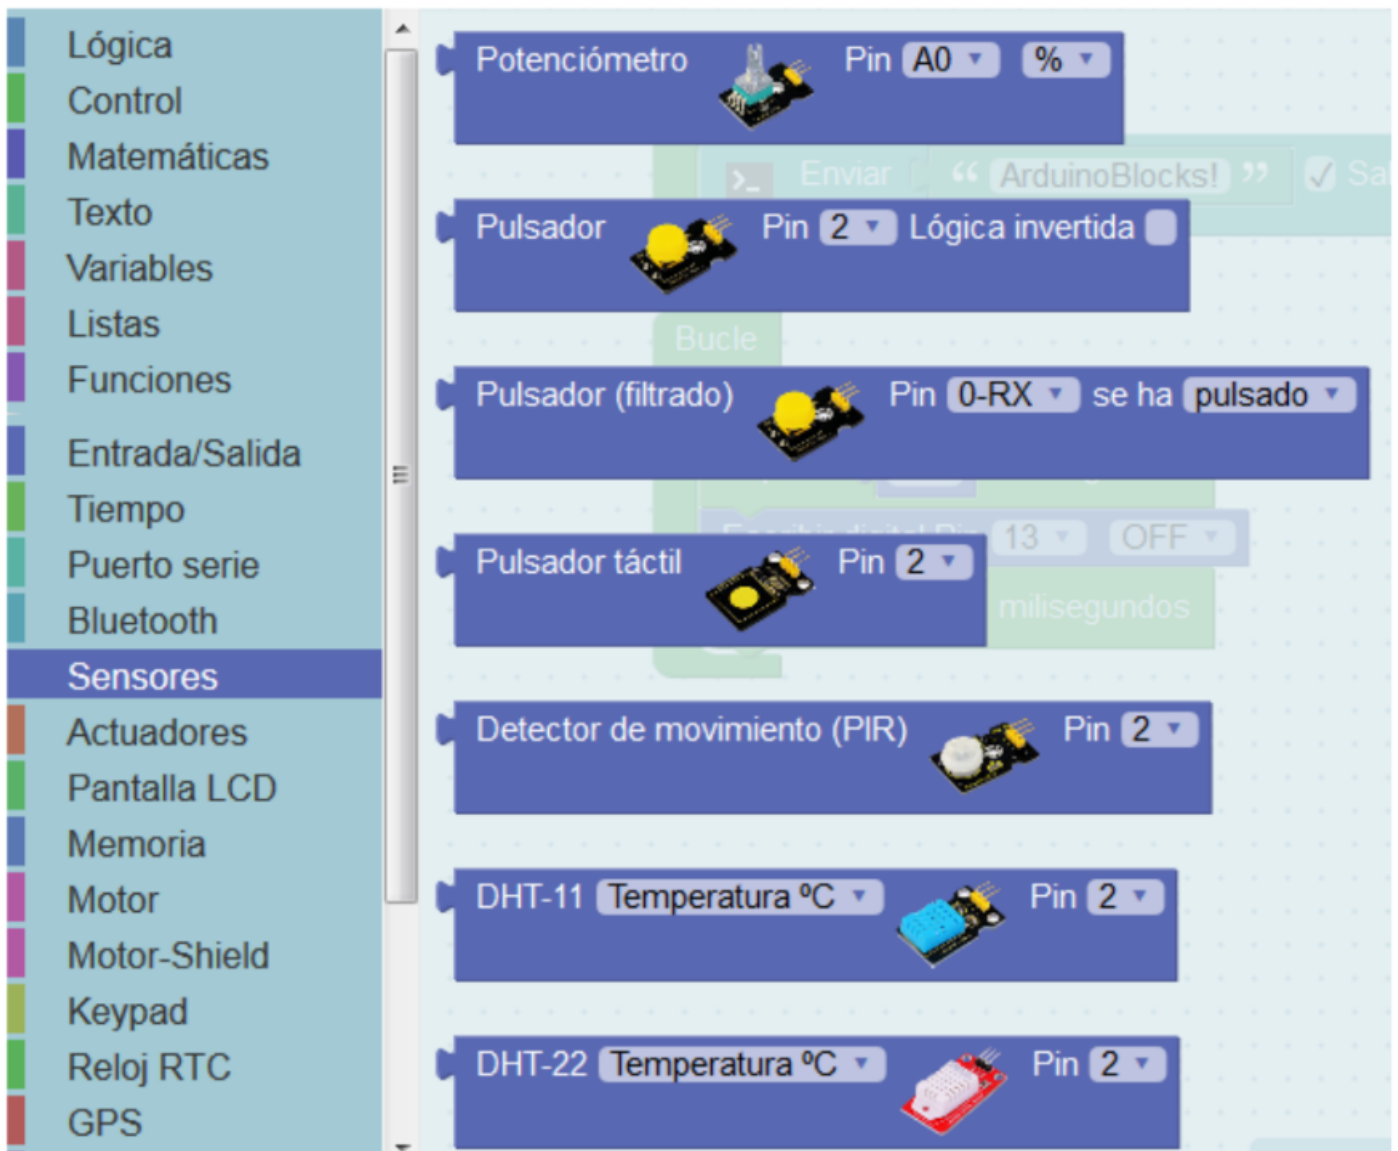 Lógica
Control
Matemáticas
Texto
Variables
Listas
Funciones
Entrada/Salida
Tiempo
Puerto serie
Bluetooth
Sensores
Actuadores
Pantalla LCD
Memoria
Motor
Motor-Shield
Keypad
Reloj RTC
GPS
Potenciómetro Pin A0 %
>_ Enviar “ ArduinoBlocks! ”
Pulsador Pin 2 Lógica invertida
Bucle
Pulsador (filtrado) Pin 0-RX se ha pulsado
13 OFF
Pulsador táctil Pin 2
milisegundos
Detector de movimiento (PIR) Pin 2
DHT-11 Temperatura ºC Pin 2
DHT-22 Temperatura ºC Pin 2